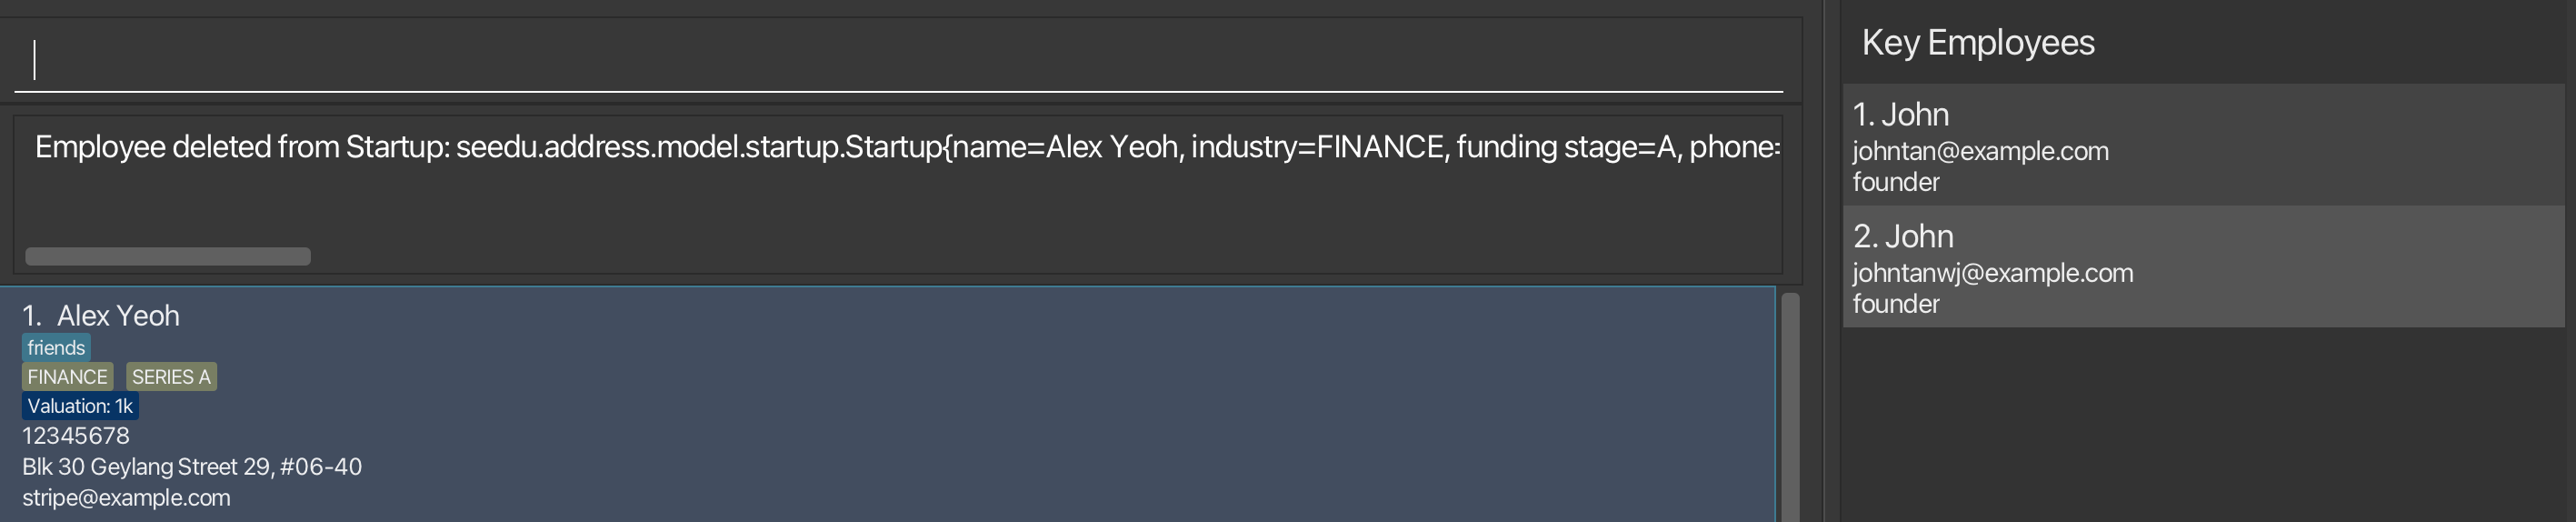 Employee deleted from Startup: seedu.address.model.startup.Startup{name=Alex Yeoh, industry=FINANCE, funding stage=A, phone=
1. Alex Yeoh
friends
FINANCE SERIES A
Valuation: 1k
12345678
Blk 30 Geylang Street 29, #06-40
stripe@example.com
Key Employees
1. John
johntan@example.com
founder
2. John
johntanwj@example.com
founder